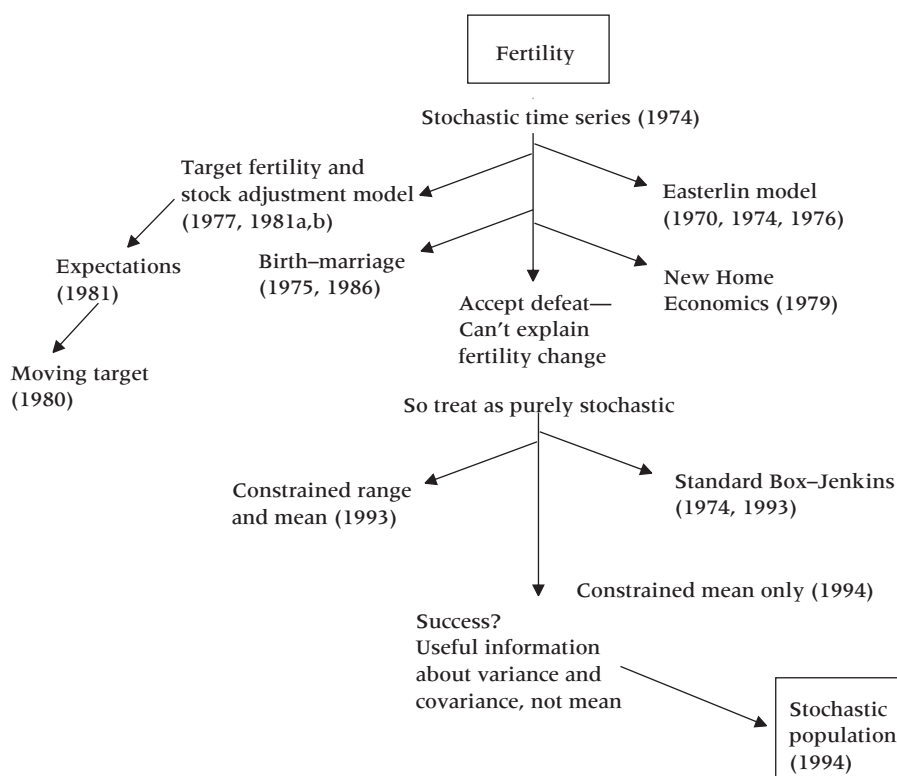 Fertility
Stochastic time series (1974)
Target fertility and
stock adjustment model
(1977, 1981a,b)
Easterlin model
(1970, 1974, 1976)
Expectations
(1981)
Birth–marriage
(1975, 1986)
New Home
Economics (1979)
Accept defeat—
Can't explain
fertility change
Moving target
(1980)
So treat as purely stochastic
Constrained range
and mean (1993)
Standard Box–Jenkins
(1974, 1993)
Constrained mean only (1994)
Success?
Useful information
about variance and
covariance, not mean
Stochastic
population
(1994)